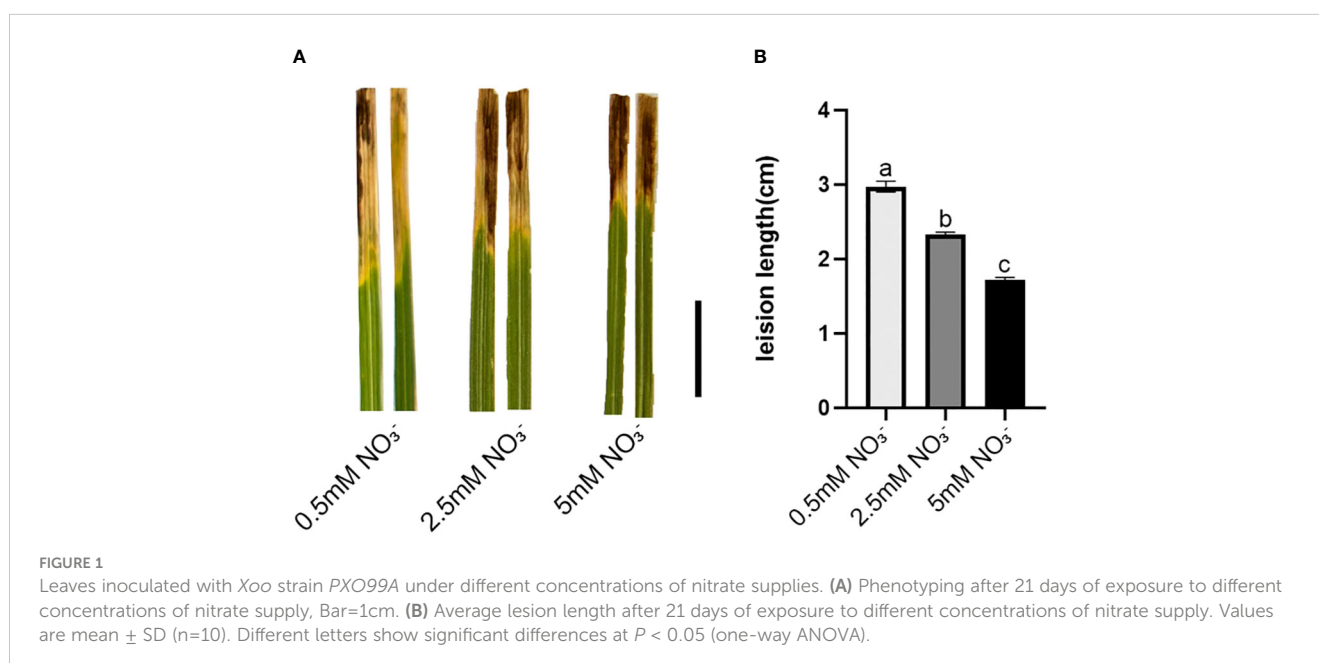 A
B
0.5mM NO₃⁻
2.5mM NO₃⁻
5mM NO₃⁻
leision length(cm)
4
3
2
1
0
a
b
c
0.5mM NO₃⁻
2.5mM NO₃⁻
5mM NO₃⁻
FIGURE 1
Leaves inoculated with Xoo strain PXO99A under different concentrations of nitrate supplies. (A) Phenotyping after 21 days of exposure to different
concentrations of nitrate supply, Bar=1cm. (B) Average lesion length after 21 days of exposure to different concentrations of nitrate supply. Values
are mean ± SD (n=10). Different letters show significant differences at P < 0.05 (one-way ANOVA).